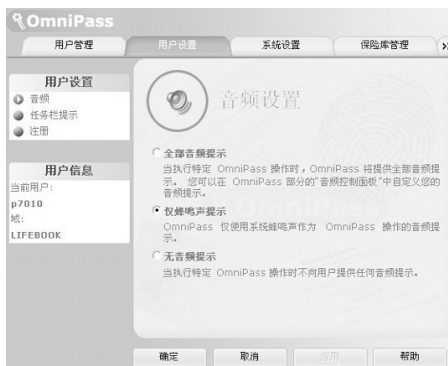 OmniPass
用户管理
用户设置
系统设置
保险库管理
用户设置
音频
任务栏提示
注册
用户信息
当前用户:
p7010
域:
LIFEBOOK
音频设置
全部音频提示
当执行特定 OmniPass 操作时，OmniPass 将提供全部音频提
示。 您可以在 OmniPass 部分的"音频控制面板"中自定义您的
音频提示。
仅蜂鸣声提示
OmniPass 仅使用系统蜂鸣声作为 OmniPass 操作的音频提
示。
无音频提示
当执行特定 OmniPass 操作时不向用户提供任何音频提示。
确定
取消
应用
帮助